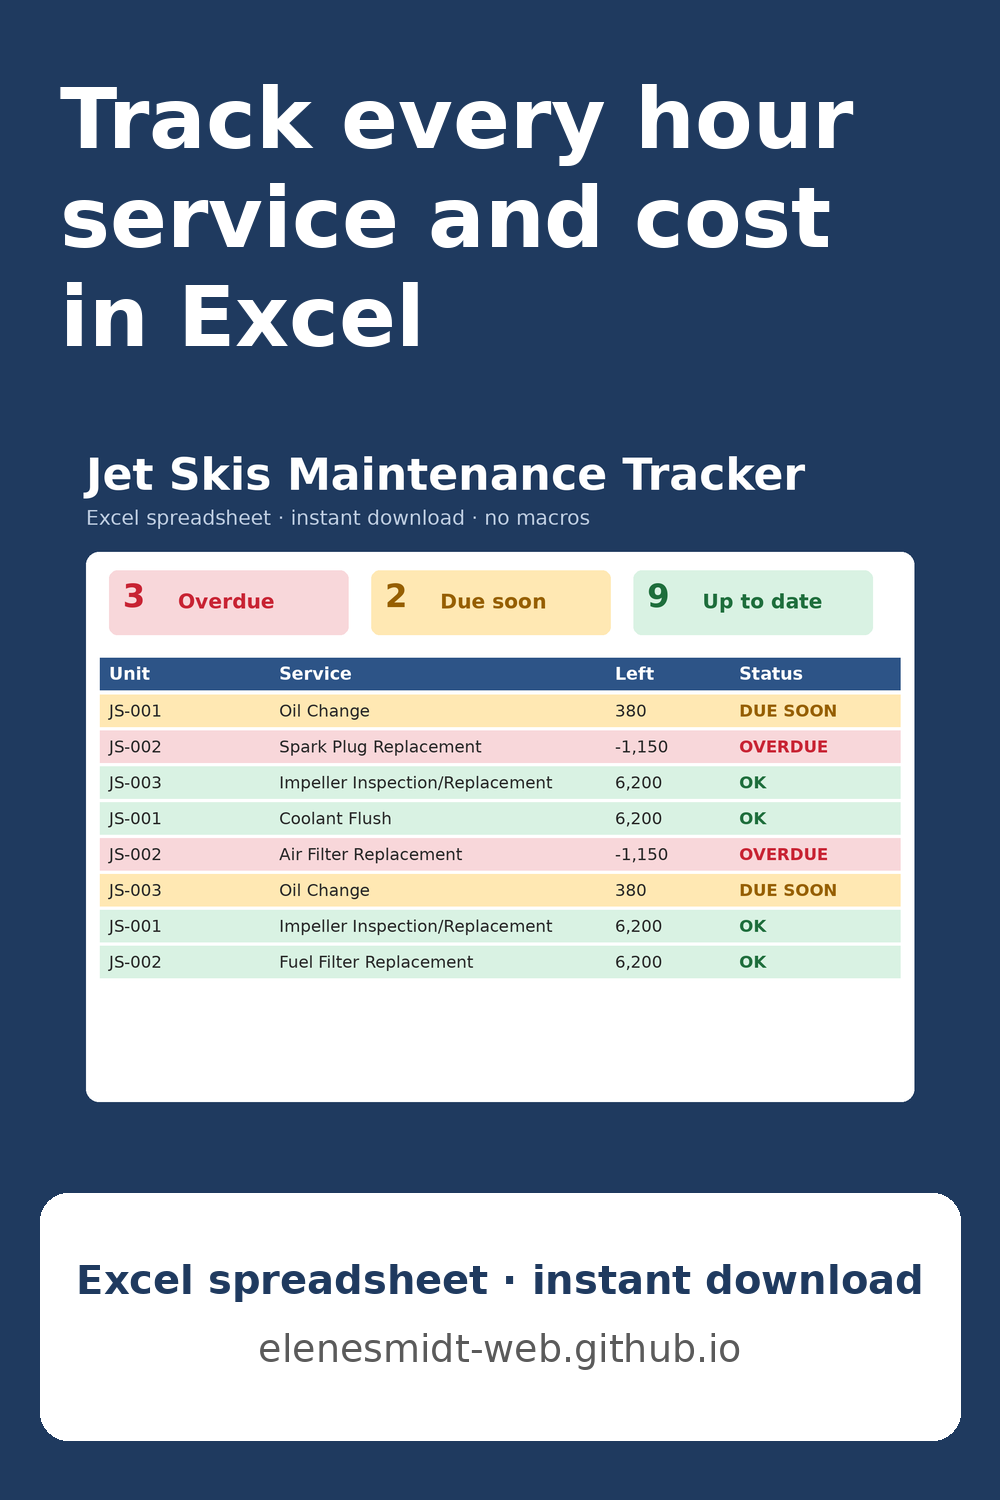 Track every hour
service and cost
in Excel
Jet Skis Maintenance Tracker
Excel spreadsheet · instant download · no macros
3 Overdue 2 Due soon 9 Up to date
Unit Service Left Status
JS-001 Oil Change 380 DUE SOON
JS-002 Spark Plug Replacement -1,150 OVERDUE
JS-003 Impeller Inspection/Replacement 6,200 OK
JS-001 Coolant Flush 6,200 OK
JS-002 Air Filter Replacement -1,150 OVERDUE
JS-003 Oil Change 380 DUE SOON
JS-001 Impeller Inspection/Replacement 6,200 OK
JS-002 Fuel Filter Replacement 6,200 OK
Excel spreadsheet · instant download
elenesmidt-web.github.io